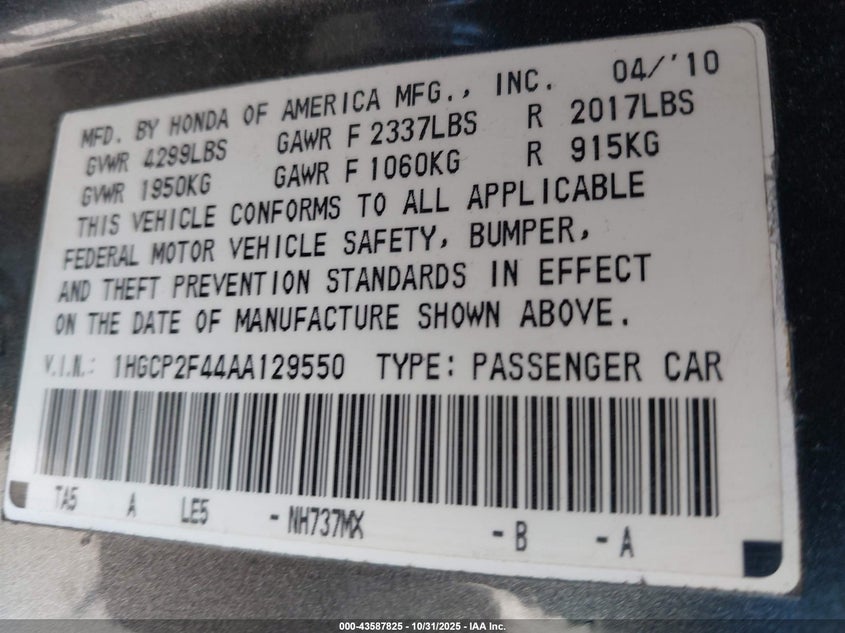 MFD. BY HONDA OF AMERICA MFG., INC. 04/'10
GVWR 4299LBS GAWR F 2337LBS R 2017LBS
GVWR 1950KG GAWR F 1060KG R 915KG
THIS VEHICLE CONFORMS TO ALL APPLICABLE
FEDERAL MOTOR VEHICLE SAFETY, BUMPER,
AND THEFT PREVENTION STANDARDS IN EFFECT
ON THE DATE OF MANUFACTURE SHOWN ABOVE.
V.I.N.: 1HGCP2F44AA129550 TYPE: PASSENGER CAR
TA5 A LE5 -NH737MX -B -A
000-43587825 - 10/31/2025 - IAA Inc.